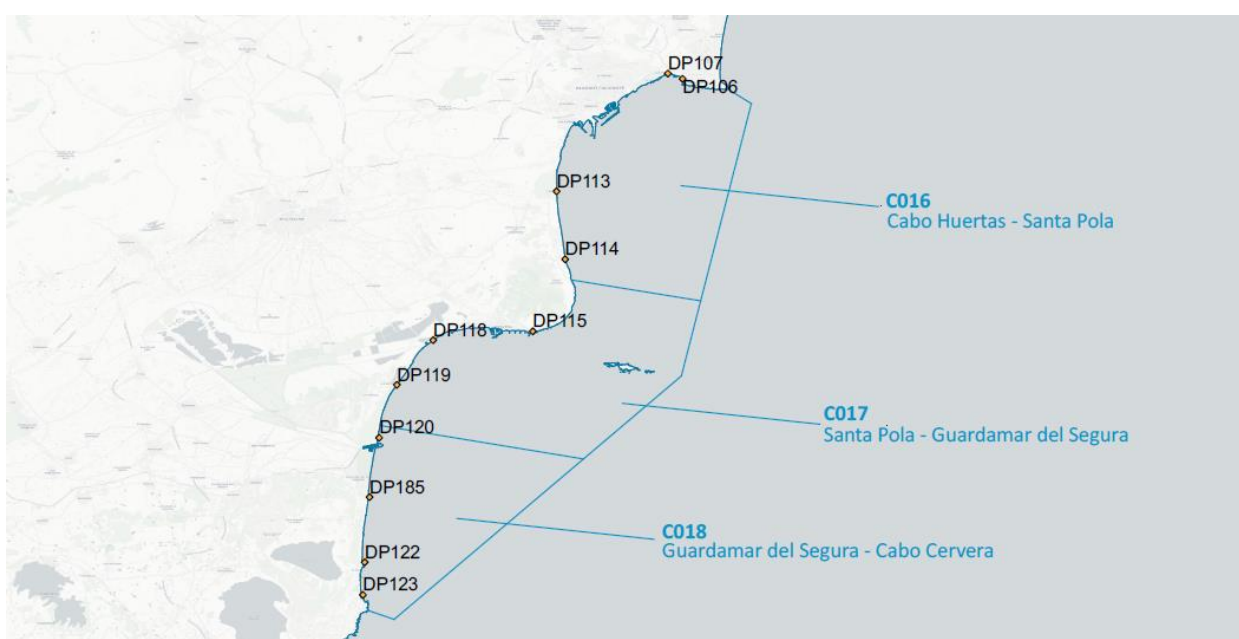 DP107
DP106
DP113
C016
Cabo Huertas - Santa Pola
DP114
DP118
DP115
DP119
C017
Santa Pola - Guardamar del Segura
DP120
DP185
C018
Guardamar del Segura - Cabo Cervera
DP122
DP123